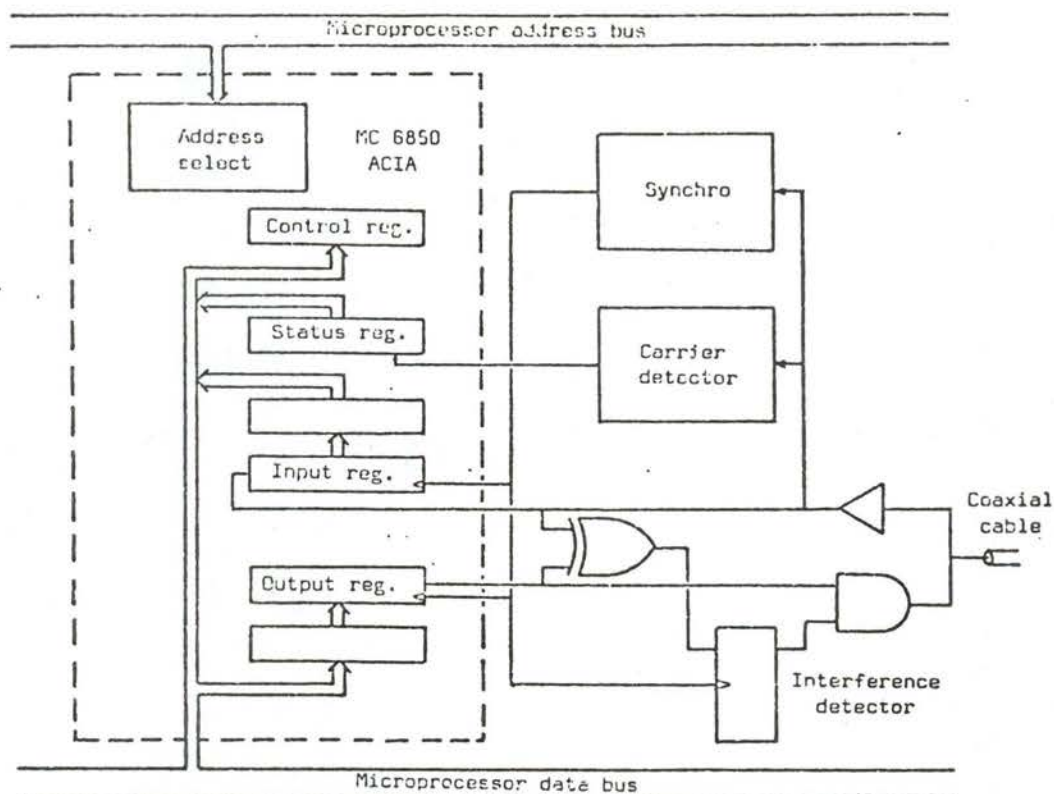 Microprocessor address bus
Address
select
MC 6850
ACIA
Synchro
Control reg.
Status reg.
Carrier
detector
Input reg.
Coaxial
cable
Output reg.
Interference
detector
Microprocessor data bus